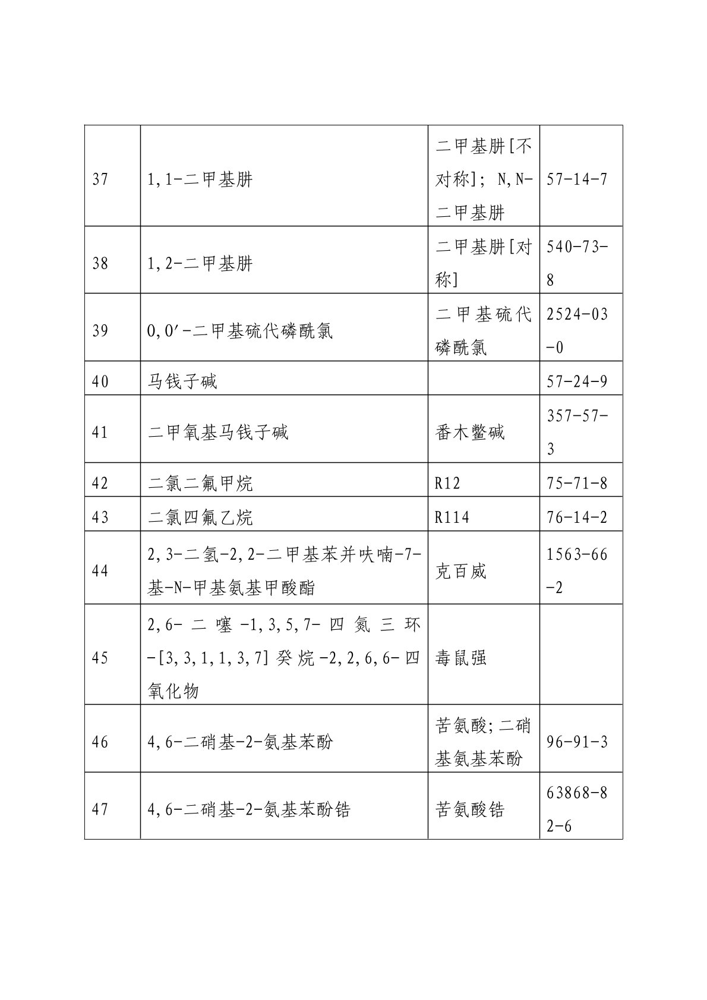 37
1,1-二甲基肼
二甲基肼[不
对称]; N,N-
二甲基肼
57-14-7
38
1,2-二甲基肼
二甲基肼[对
称]
540-73-
8
39
O,O′-二甲基硫代磷酰氯
二甲基硫代
磷酰氯
2524-03
-0
40
马钱子碱
57-24-9
41
二甲氧基马钱子碱
番木鳖碱
357-57-
3
42
二氯二氟甲烷
R12
75-71-8
43
二氯四氟乙烷
R114
76-14-2
44
2,3-二氢-2,2-二甲基苯并呋喃-7-
基-N-甲基氨基甲酸酯
克百威
1563-66
-2
45
2,6-二噻-1,3,5,7-四氮三环
-[3,3,1,1,3,7]癸烷-2,2,6,6-四
氧化物
毒鼠强
46
4,6-二硝基-2-氨基苯酚
苦氨酸;二硝
基氨基苯酚
96-91-3
47
4,6-二硝基-2-氨基苯酚锆
苦氨酸锆
63868-8
2-6